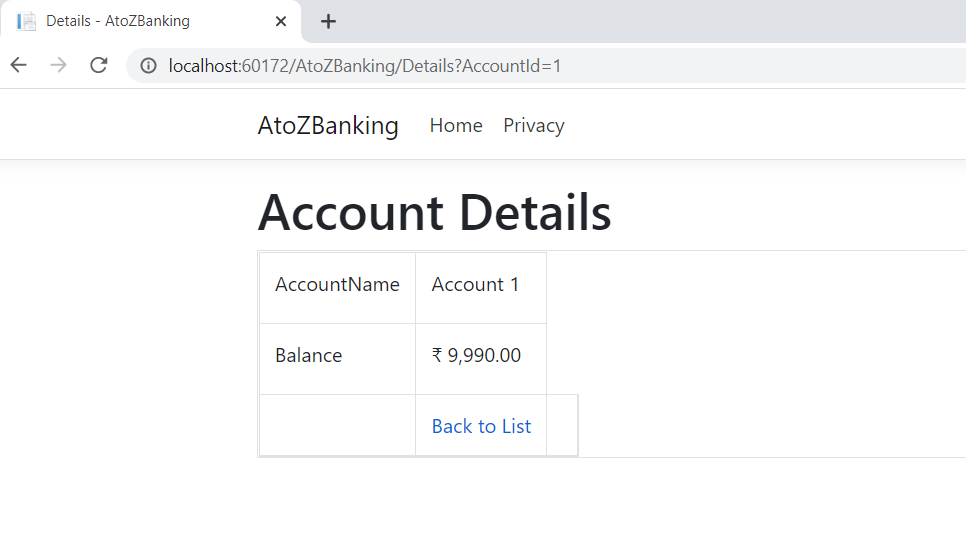 Details - AtoZBanking
localhost:60172/AtoZBanking/Details?AccountId=1
AtoZBanking Home Privacy
Account Details
AccountName Account 1
Balance ₹ 9,990.00
Back to List